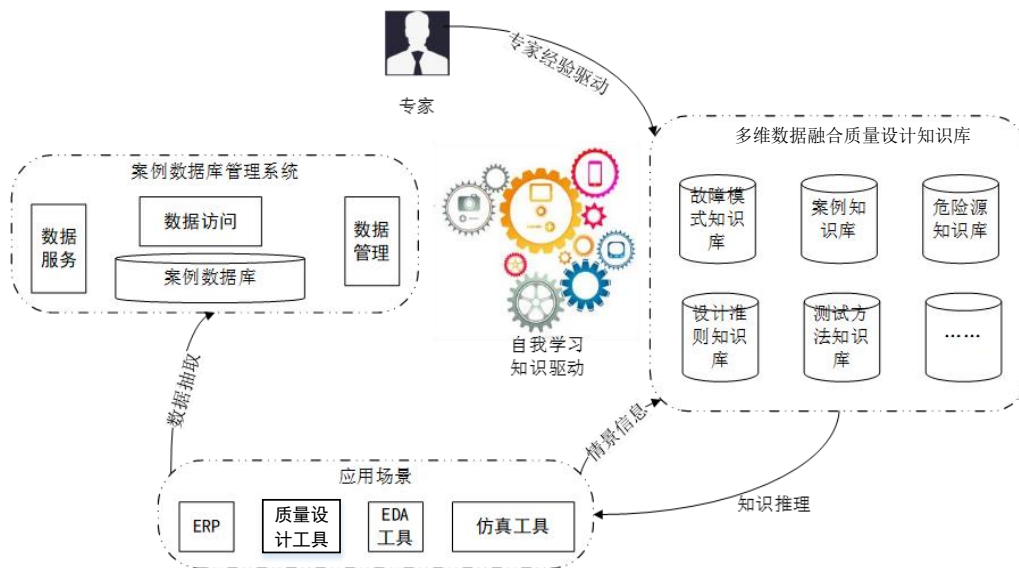 专家
专家经验驱动
多维数据融合质量设计知识库
故障模
式知识
库
案例知
识库
危险源
知识库
设计准
则知识
库
测试方
法知识
库
……
案例数据库管理系统
数据
服务
数据访问
案例数据库
数据
管理
自我学习
知识驱动
数据抽取
情景信息
知识推理
应用场景
ERP
质量设
计工具
EDA
工具
仿真工具